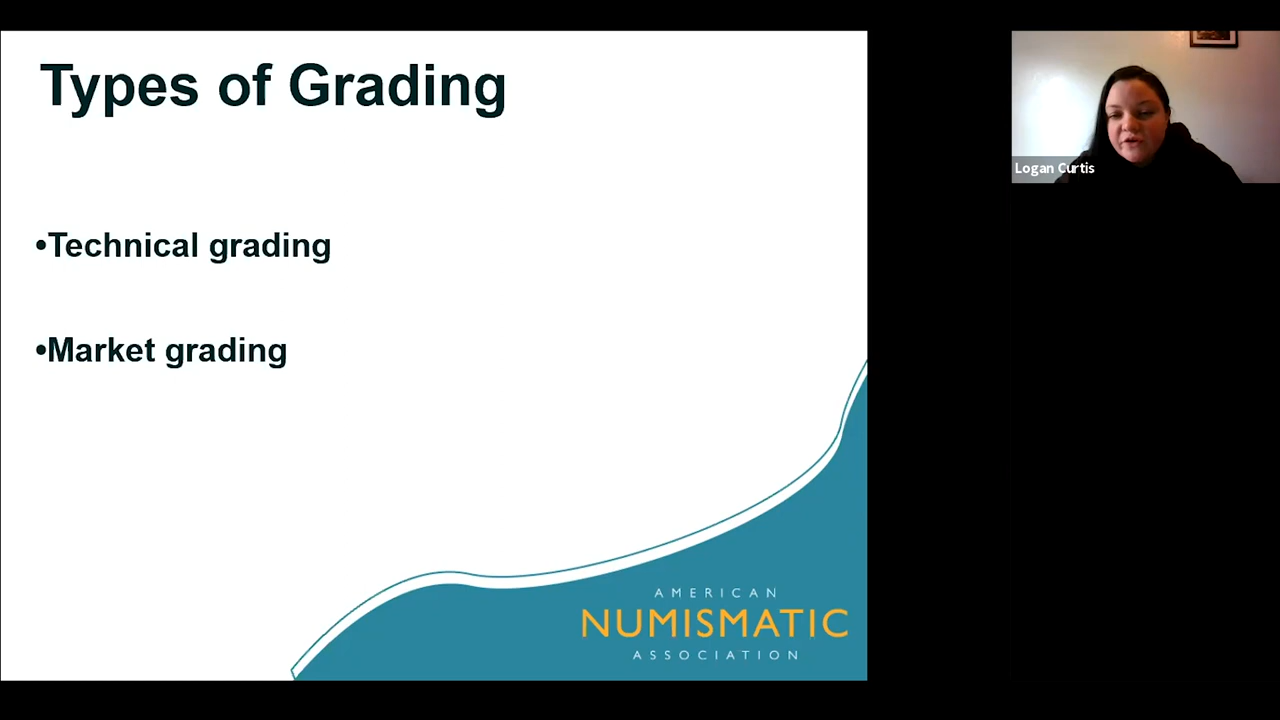 Types of Grading
•Technical grading
•Market grading
AMERICAN
NUMISMATIC
ASSOCIATION
Logan Curtis